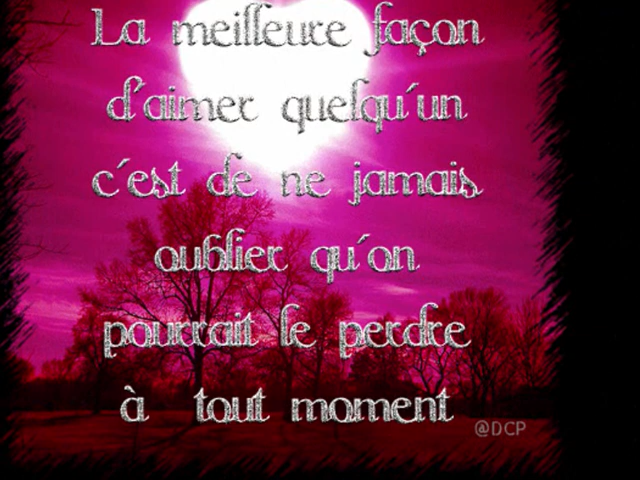 La meilleure façon
d'aimer quelqu'un
c'est de ne jamais
oublier qu'on
pourrait le perdre
à tout moment
@DCP